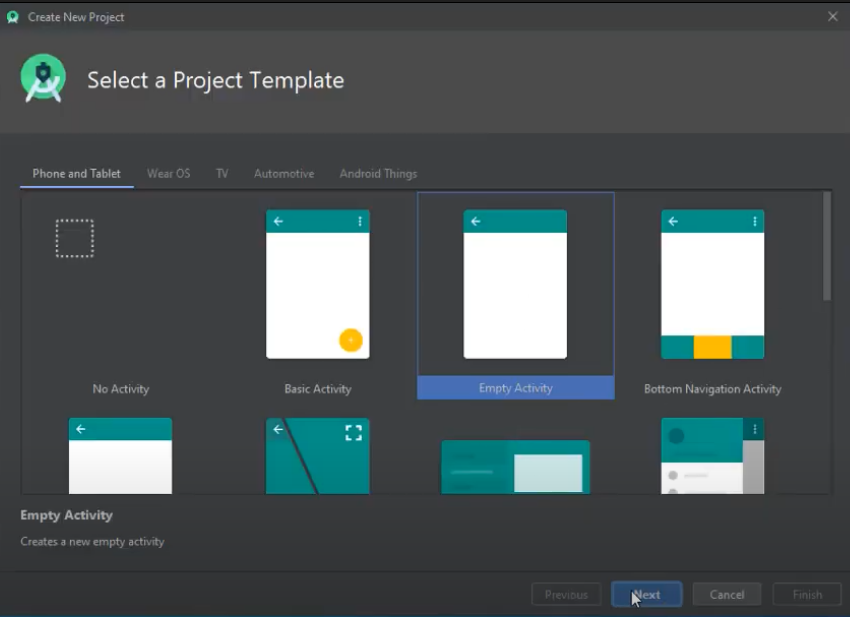 Create New Project
Select a Project Template
Phone and Tablet Wear OS TV Automotive Android Things
No Activity Basic Activity Empty Activity Bottom Navigation Activity
Empty Activity
Creates a new empty activity
Previous Next Cancel Finish